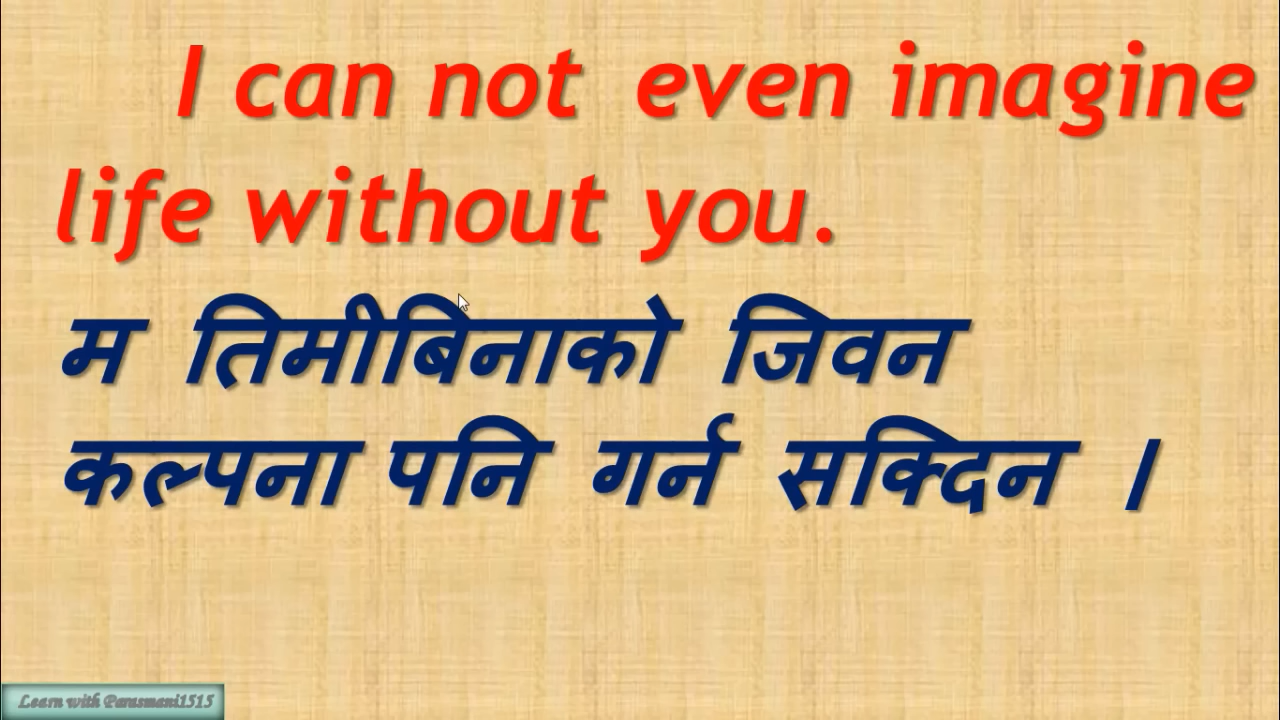 I can not even imagine
life without you.
म तिमीबिनाको जिवन
कल्पना पनि गर्न सक्दिन ।
Learn with Parasmani1515